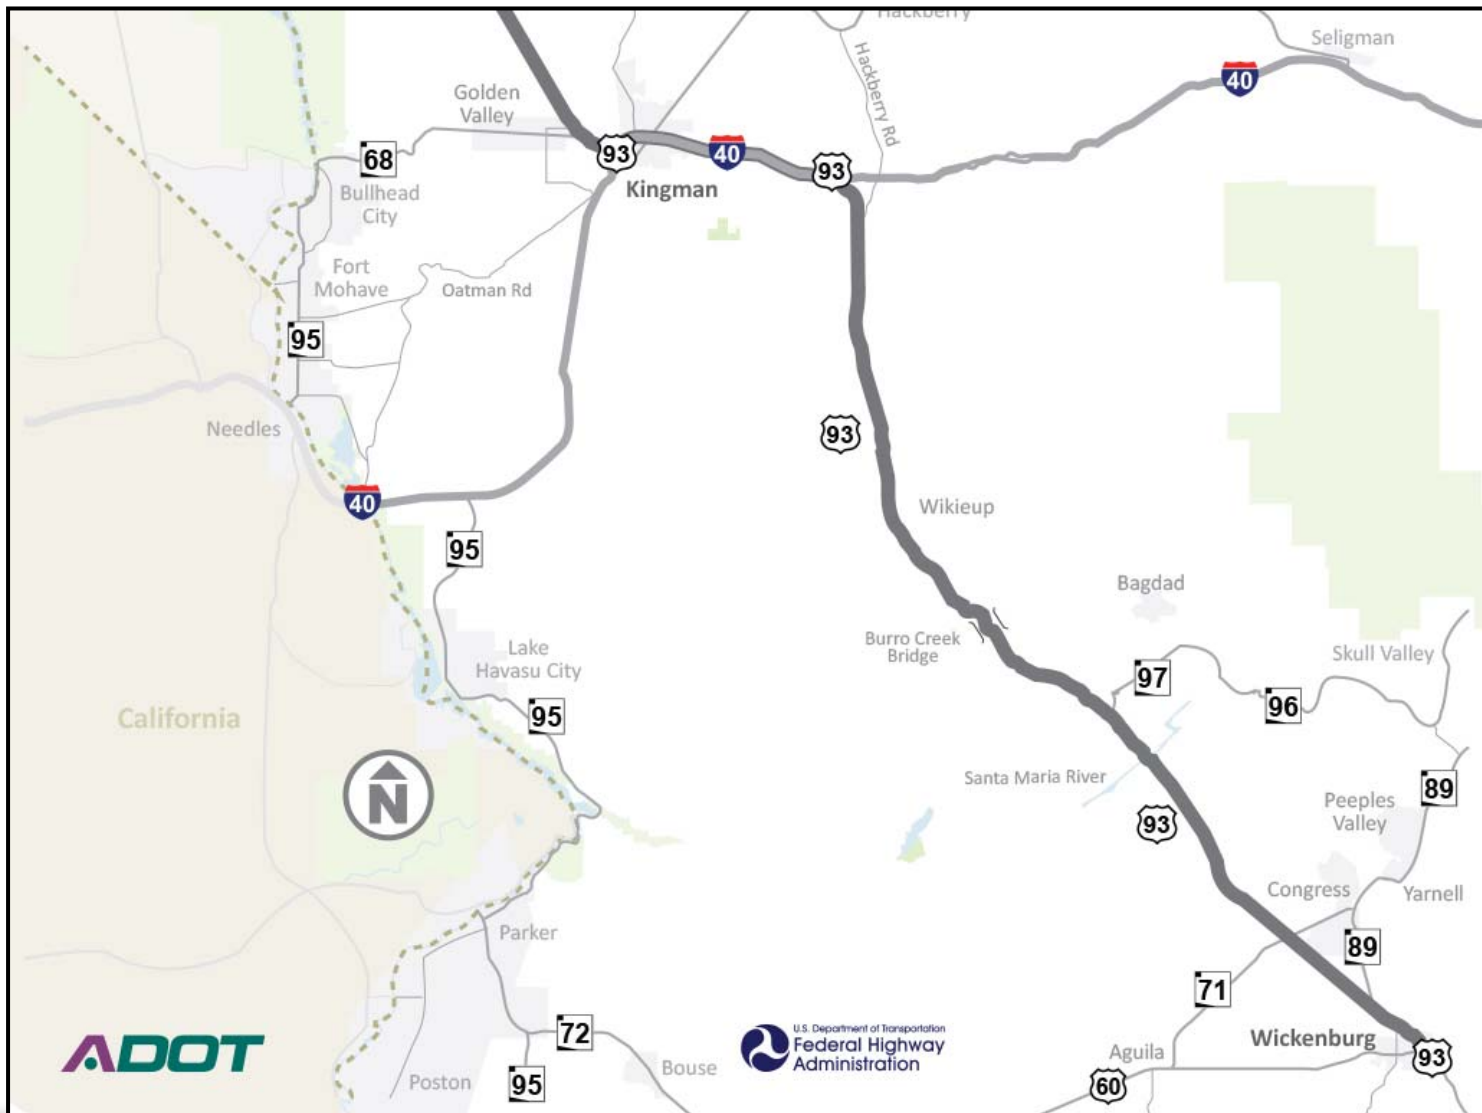 Hackberry
Seligman
40
Golden
Valley
Hackberry Rd
68
93
40
93
Bullhead
City
Kingman
Fort
Mohave
Oatman Rd
95
Needles
93
40
Wikieup
95
Bagdad
Burro Creek
Bridge
Lake
Havasu City
Skull Valley
97
96
95
California
N
Santa Maria River
89
Peeples
Valley
93
Congress
Yarnell
Parker
89
71
72
Wickenburg
ADOT
U.S. Department of Transportation
Federal Highway
Administration
Aguila
93
Poston
95
Bouse
60